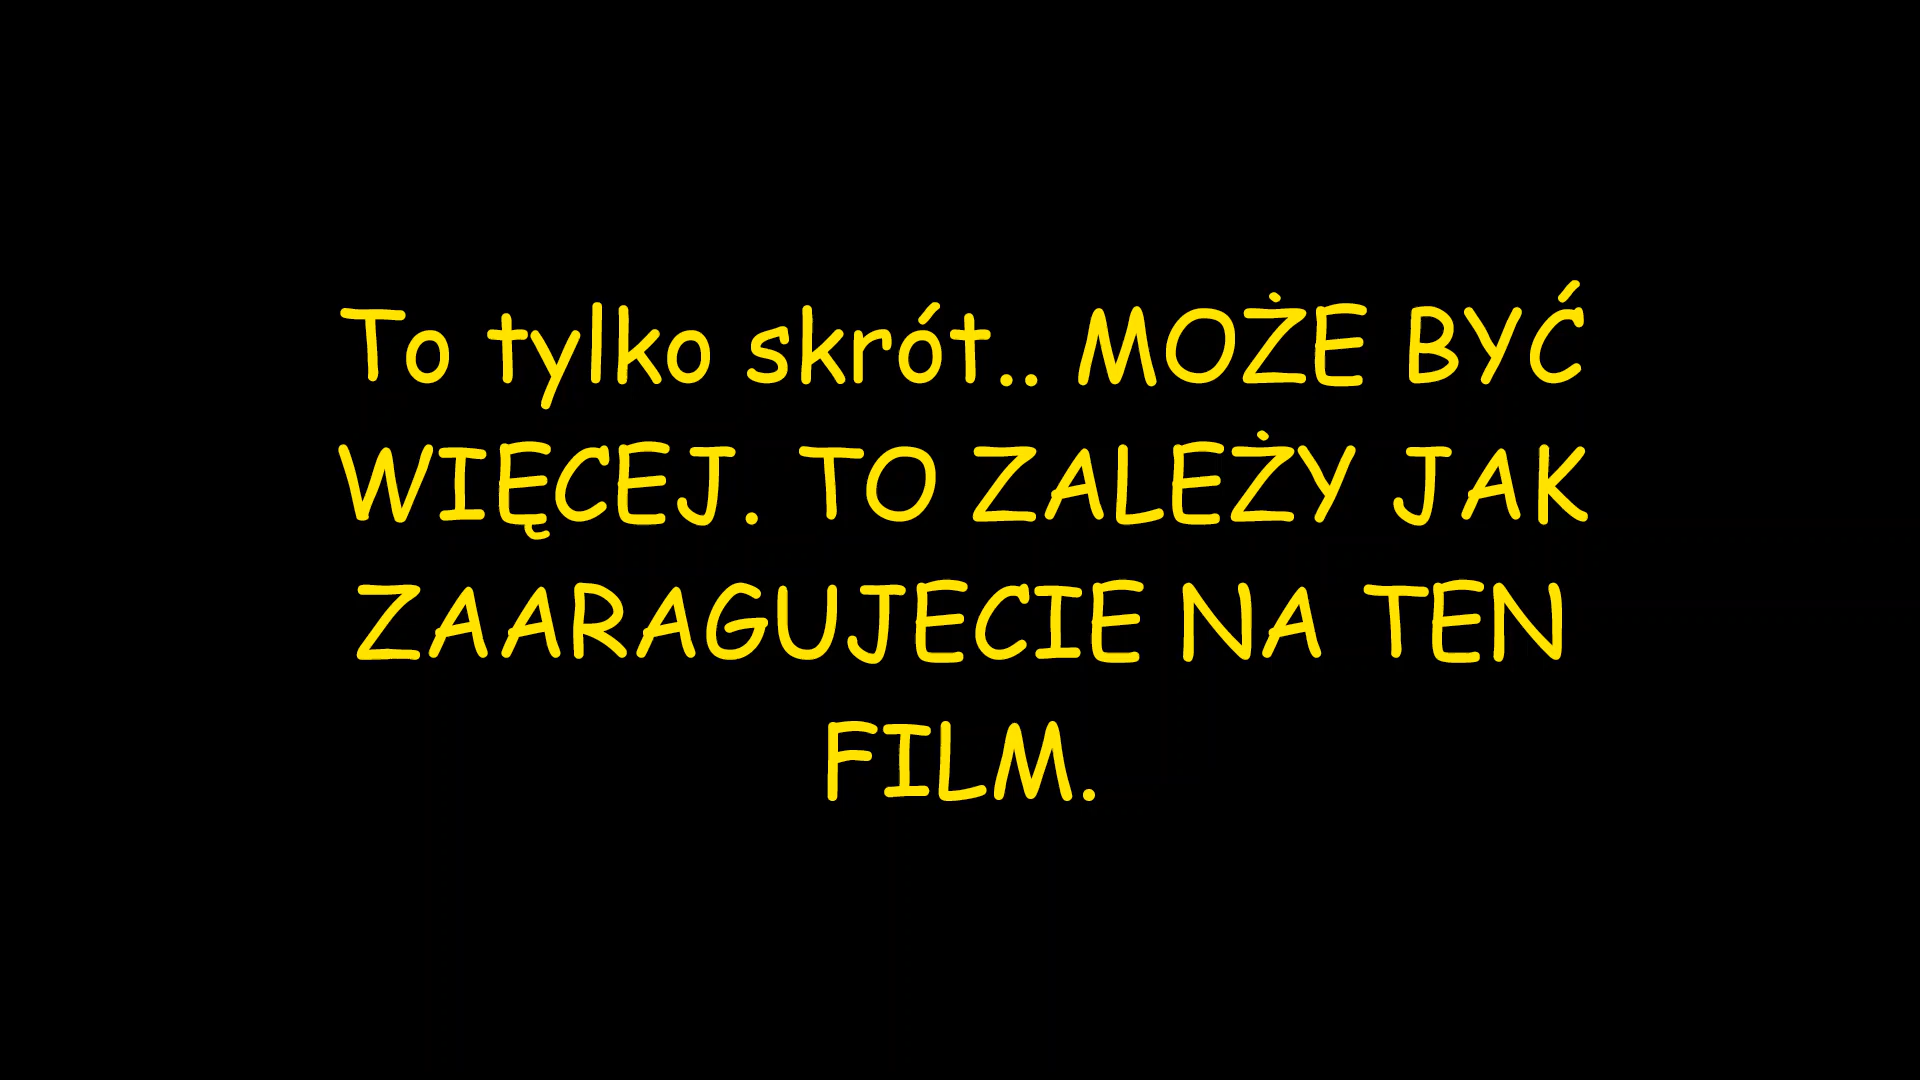 To tylko skrót.. MOŻE BYĆ
WIĘCEJ. TO ZALEŻY JAK
ZAARAGUJECIE NA TEN
FILM.